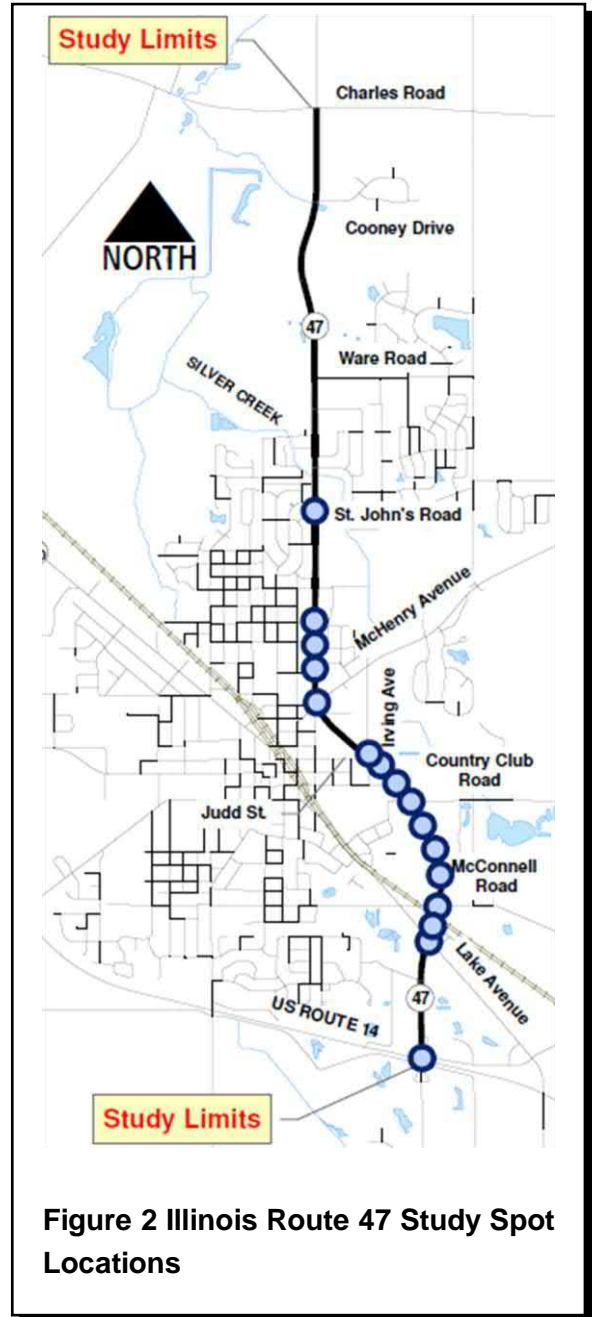 Study Limits
Charles Road
Cooney Drive
NORTH
47
Ware Road
SILVER CREEK
St. John's Road
McHenry Avenue
Irving Ave
Country Club
Road
Judd St.
McConnell
Road
Lake Avenue
47
US ROUTE 14
Study Limits
Figure 2 Illinois Route 47 Study Spot
Locations